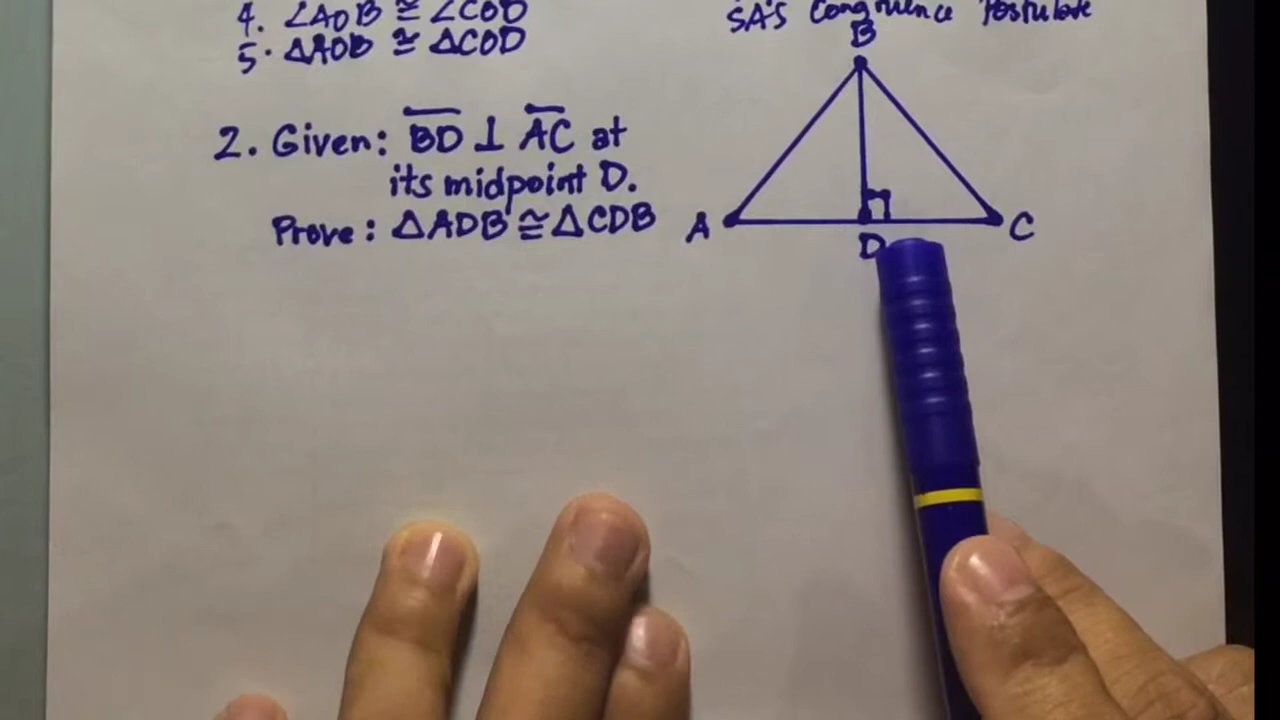 4. ∠AOB ≅ ∠COD
SAS Congruence Postulate
5. △AOB ≅ △COD
B
2. Given: BD ⊥ AC at
its midpoint D.
Prove: △ADB ≅ △CDB
A
C
D